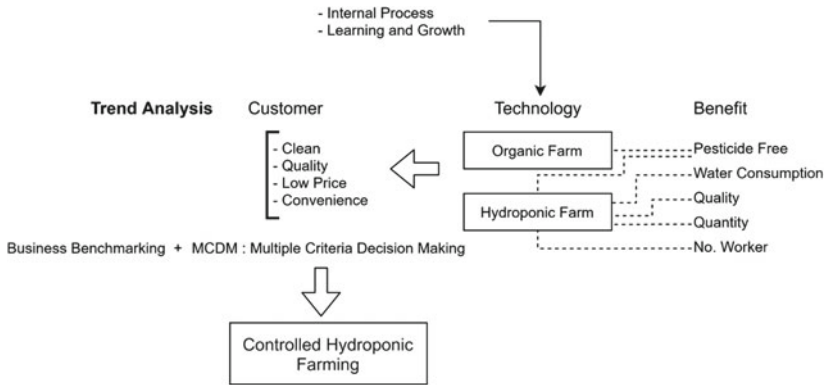 - Internal Process
- Learning and Growth
Trend Analysis Customer Technology Benefit
- Clean
- Quality
- Low Price
- Convenience
Organic Farm
Hydroponic Farm
Pesticide Free
Water Consumption
Quality
Quantity
No. Worker
Business Benchmarking + MCDM : Multiple Criteria Decision Making
Controlled Hydroponic
Farming